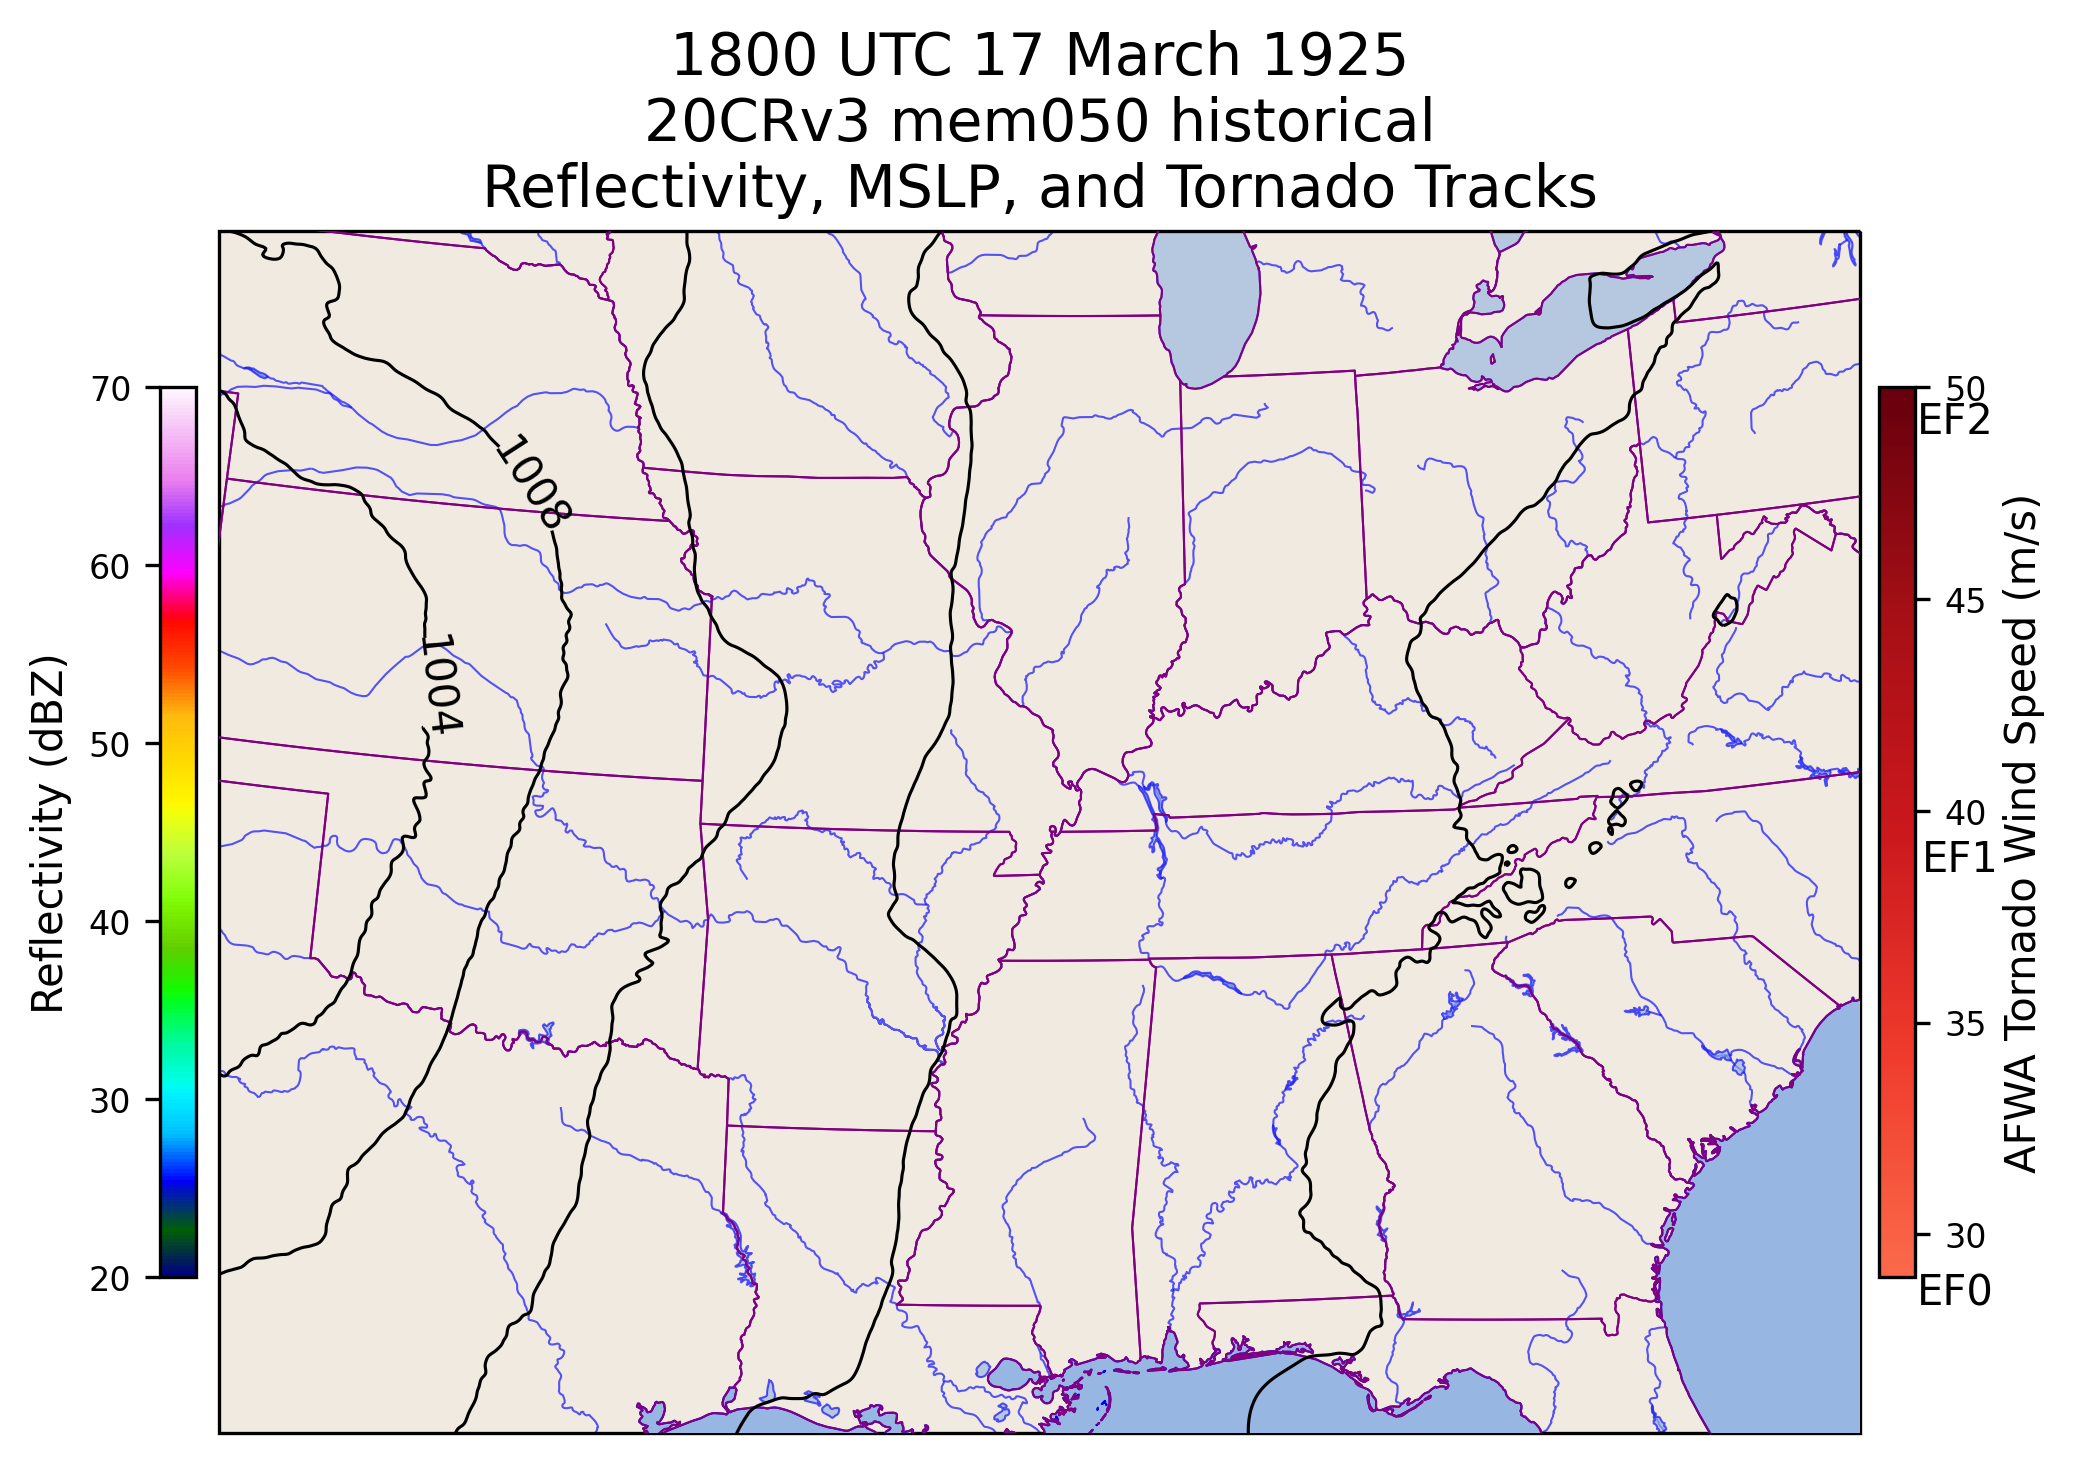 1800 UTC 17 March 1925
20CRv3 mem050 historical
Reflectivity, MSLP, and Tornado Tracks
Reflectivity (dBZ)
70
60
50
40
30
20
1008
1004
50
EF2
45
40
EF1
35
30
EF0
AFWA Tornado Wind Speed (m/s)